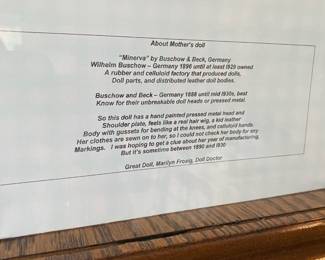 About Mother's doll
"Minerva" by Buschow & Beck, Germany
Wilhelm Buschow – Germany 1896 until at least 1929 owned
A rubber and celluloid factory that produced dolls,
Doll parts, and distributed leather doll bodies.
Buschow and Beck – Germany 1888 until mid 1930s, best
Know for their unbreakable doll heads or pressed metal.
So this doll has a hand painted pressed metal head and
Shoulder plate, feels like a real hair wig, a kid leather
Body with gussets for bending at the knees, and celluloid hands.
Her clothes are sewn on to her, so I could not check her body for any
Markings. I was hoping to get a clue about her year of manufacturing,
But it's sometime between 1890 and 1930
Great Doll, Marilyn Frosig, Doll Doctor